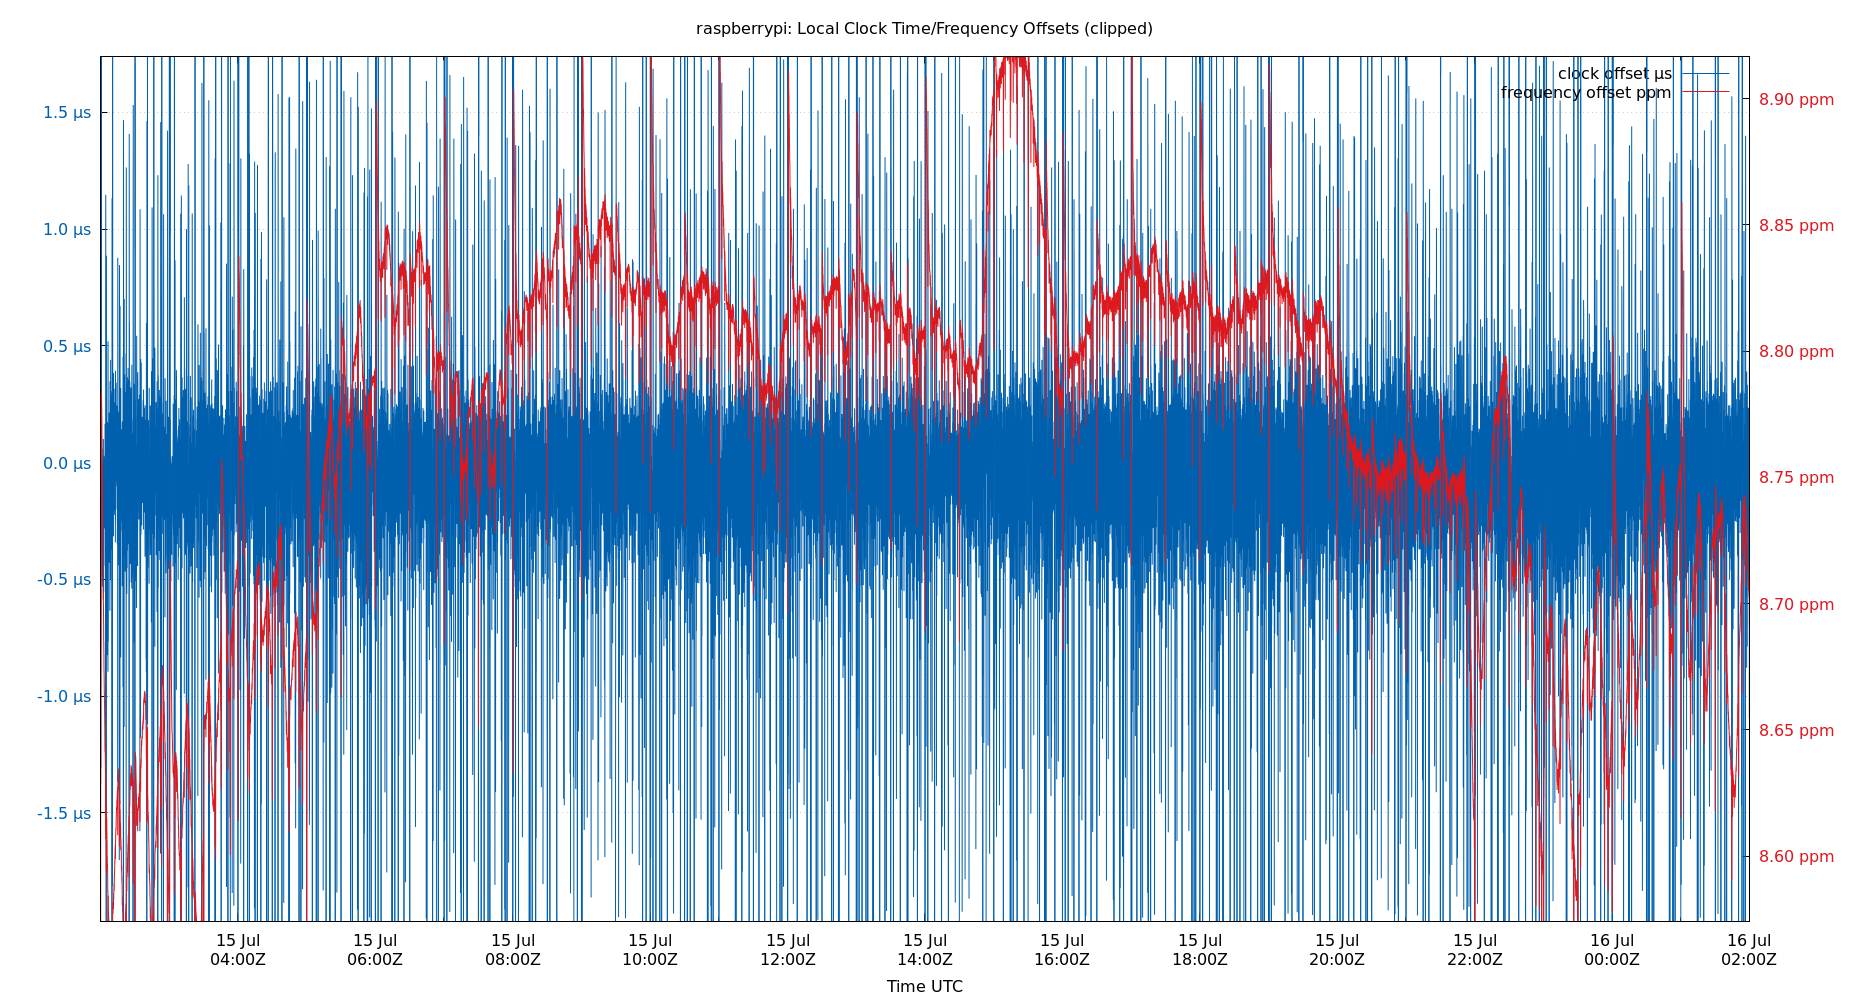 raspberrypi: Local Clock Time/Frequency Offsets (clipped)
clock offset µs
frequency offset ppm
1.5 µs
1.0 µs
0.5 µs
0.0 µs
-0.5 µs
-1.0 µs
-1.5 µs
8.90 ppm
8.85 ppm
8.80 ppm
8.75 ppm
8.70 ppm
8.65 ppm
8.60 ppm
15 Jul 15 Jul 15 Jul 15 Jul 15 Jul 15 Jul 15 Jul 15 Jul 15 Jul 15 Jul 16 Jul 16 Jul
04:00Z 06:00Z 08:00Z 10:00Z 12:00Z 14:00Z 16:00Z 18:00Z 20:00Z 22:00Z 00:00Z 02:00Z
Time UTC